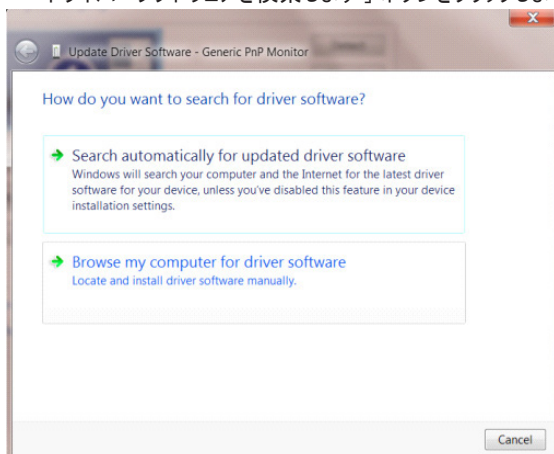 Update Driver Software - Generic PnP Monitor
How do you want to search for driver software?
Search automatically for updated driver software
Windows will search your computer and the Internet for the latest driver
software for your device, unless you've disabled this feature in your device
installation settings.
Browse my computer for driver software
Locate and install driver software manually.
Cancel